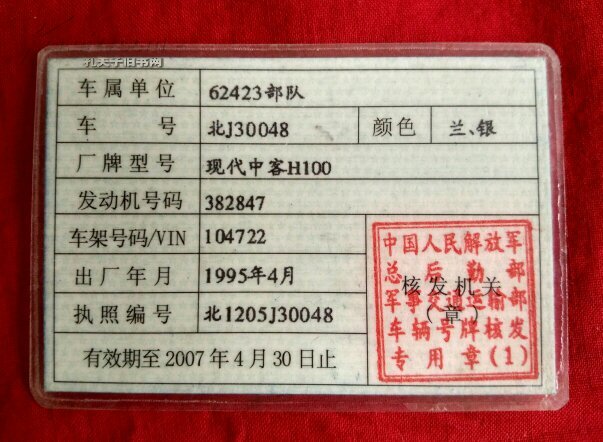 孔夫子旧书网
车属单位 62423部队
车号 北J30048 颜色 兰、银
厂牌型号 现代中客H100
发动机号码 382847
车架号码/VIN 104722
出厂年月 1995年4月
执照编号 北1205J30048
有效期至2007年4月30日止
核发机关
(章)
中国人民解放军
总后勤部
军事交通运输部
车辆号牌核发
专用章(1)